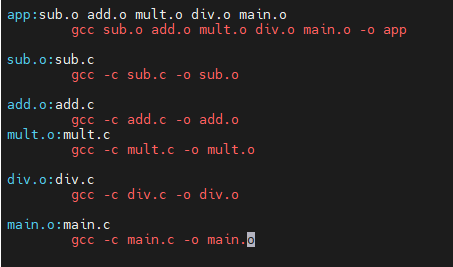 app:sub.o add.o mult.o div.o main.o
        gcc sub.o add.o mult.o div.o main.o -o app
sub.o:sub.c
        gcc -c sub.c -o sub.o
add.o:add.c
        gcc -c add.c -o add.o
mult.o:mult.c
        gcc -c mult.c -o mult.o
div.o:div.c
        gcc -c div.c -o div.o
main.o:main.c
        gcc -c main.c -o main.o